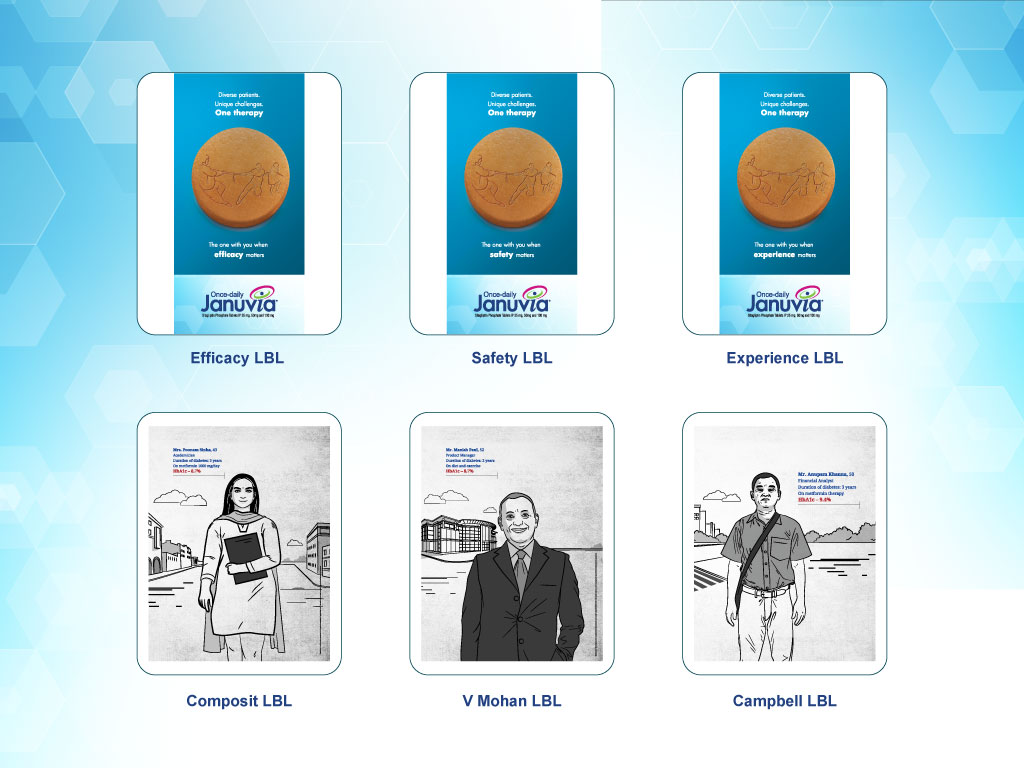 Diverse patients.
Unique challenges.
One therapy
The one with you when
efficacy matters
Once-daily
Januvia
Efficacy LBL
Diverse patients.
Unique challenges.
One therapy
The one with you when
safety matters
Once-daily
Januvia
Safety LBL
Diverse patients.
Unique challenges.
One therapy
The one with you when
experience matters
Once-daily
Januvia
Experience LBL
Mrs. Poonam Sinha, 43
Academician
Duration of diabetes: 3 years
On metformin 1000 mg/day
HbA1c – 8.7%
Composit LBL
Mr. Manish Patil, 52
Product Manager
Duration of diabetes: 2 years
On diet and exercise
HbA1c – 8.7%
V Mohan LBL
Mr. Anupam Khanna, 50
Financial Analyst
Duration of diabetes: 3 years
On metformin therapy
HbA1c – 9.4%
Campbell LBL